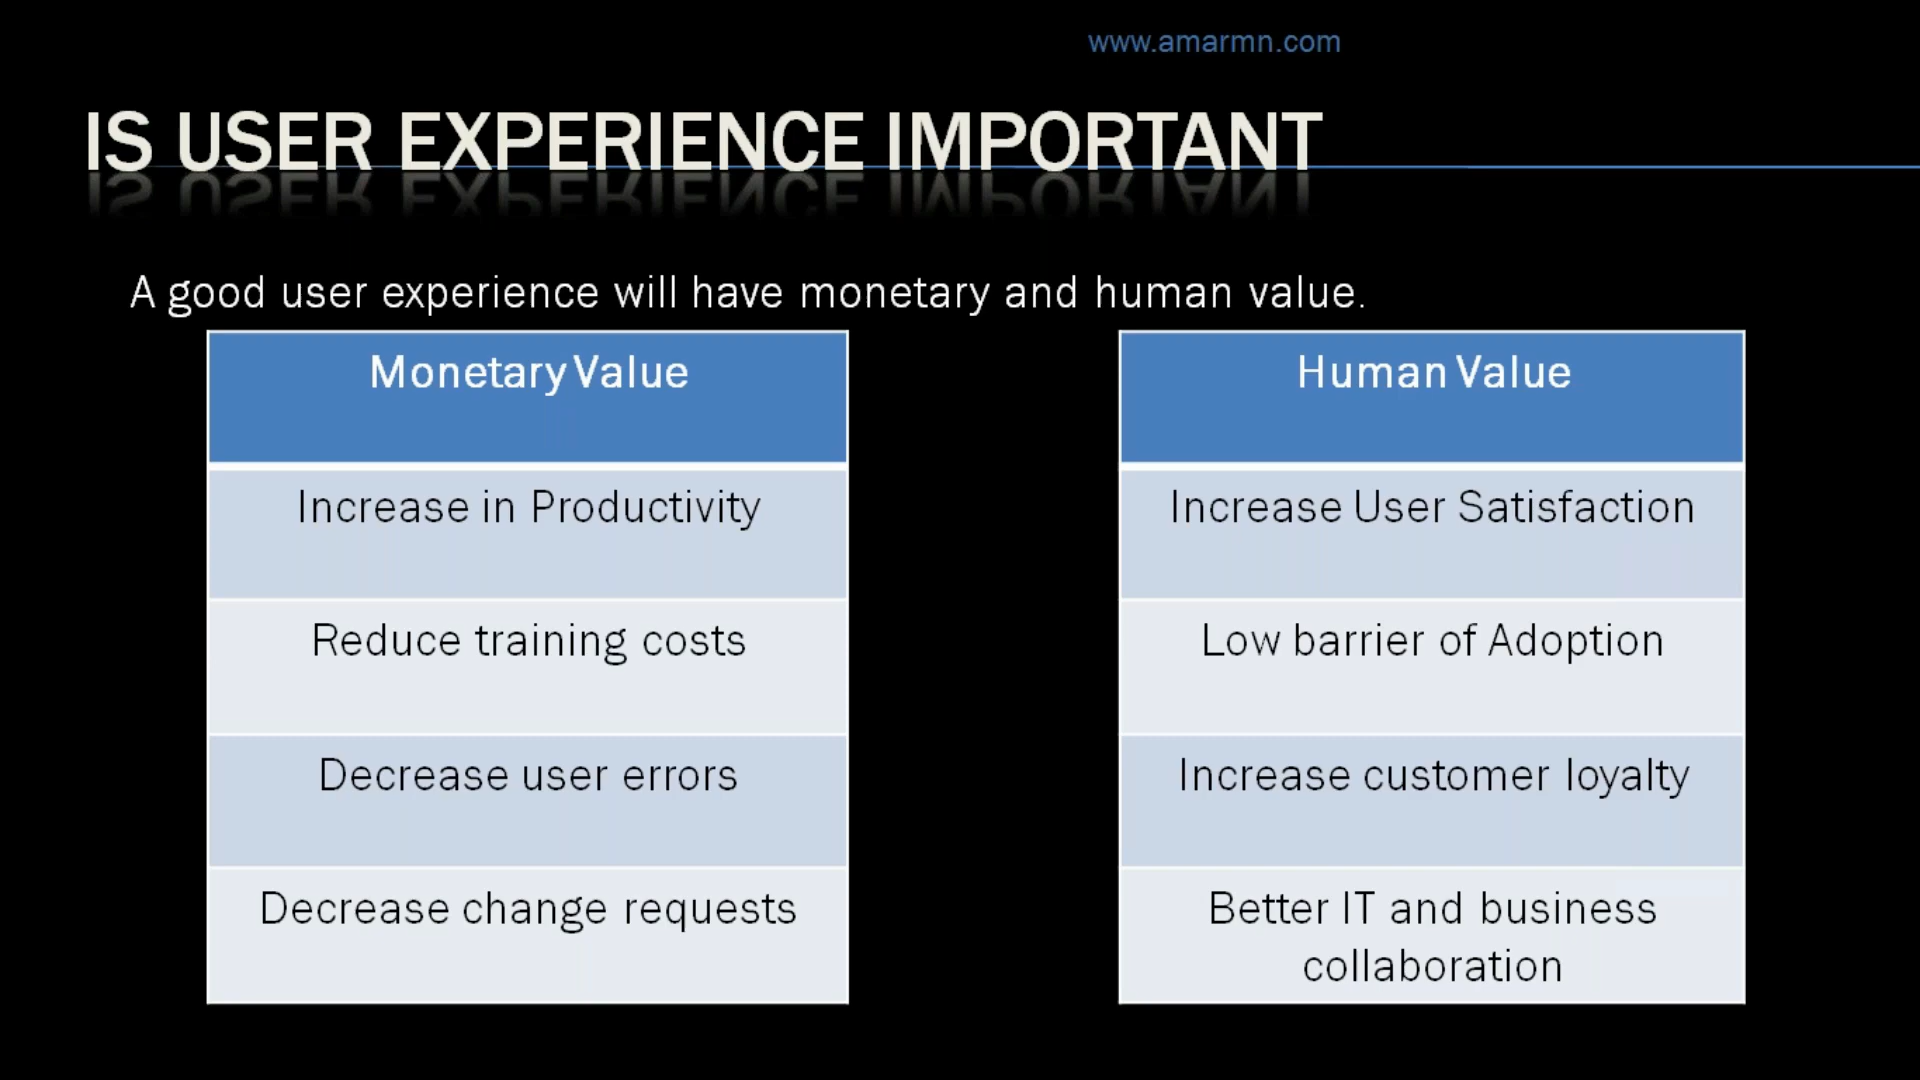 www.amarmn.com
IS USER EXPERIENCE IMPORTANT
A good user experience will have monetary and human value.
Monetary Value
Increase in Productivity
Reduce training costs
Decrease user errors
Decrease change requests
Human Value
Increase User Satisfaction
Low barrier of Adoption
Increase customer loyalty
Better IT and business
collaboration